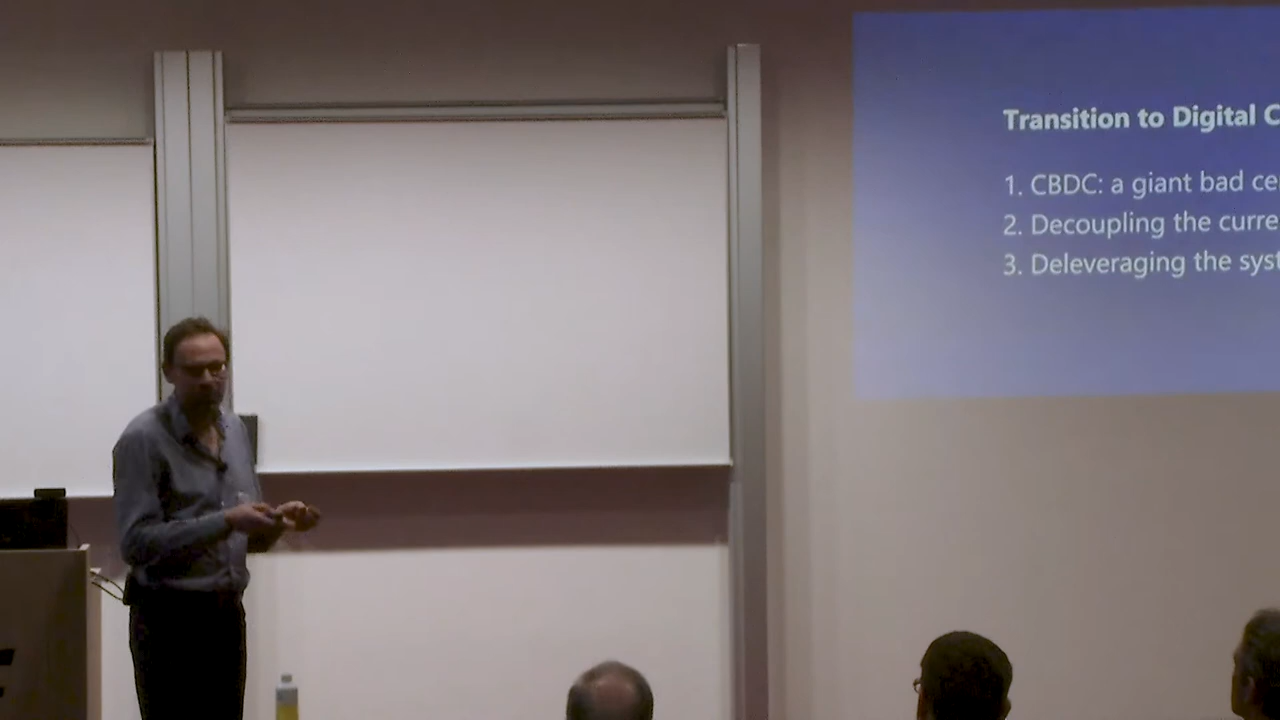 Transition to Digital C
1. CBDC: a giant bad ce
2. Decoupling the curre
3. Deleveraging the syst